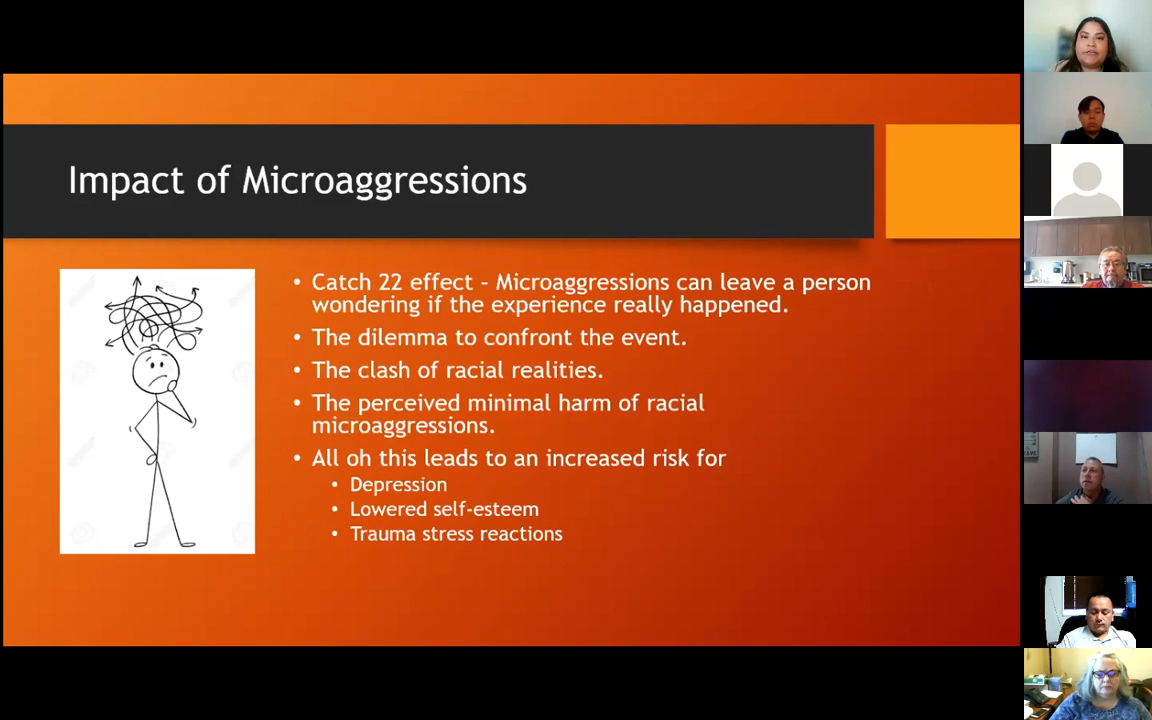 Impact of Microaggressions
• Catch 22 effect – Microaggressions can leave a person
wondering if the experience really happened.
• The dilemma to confront the event.
• The clash of racial realities.
• The perceived minimal harm of racial
microaggressions.
• All oh this leads to an increased risk for
• Depression
• Lowered self-esteem
• Trauma stress reactions